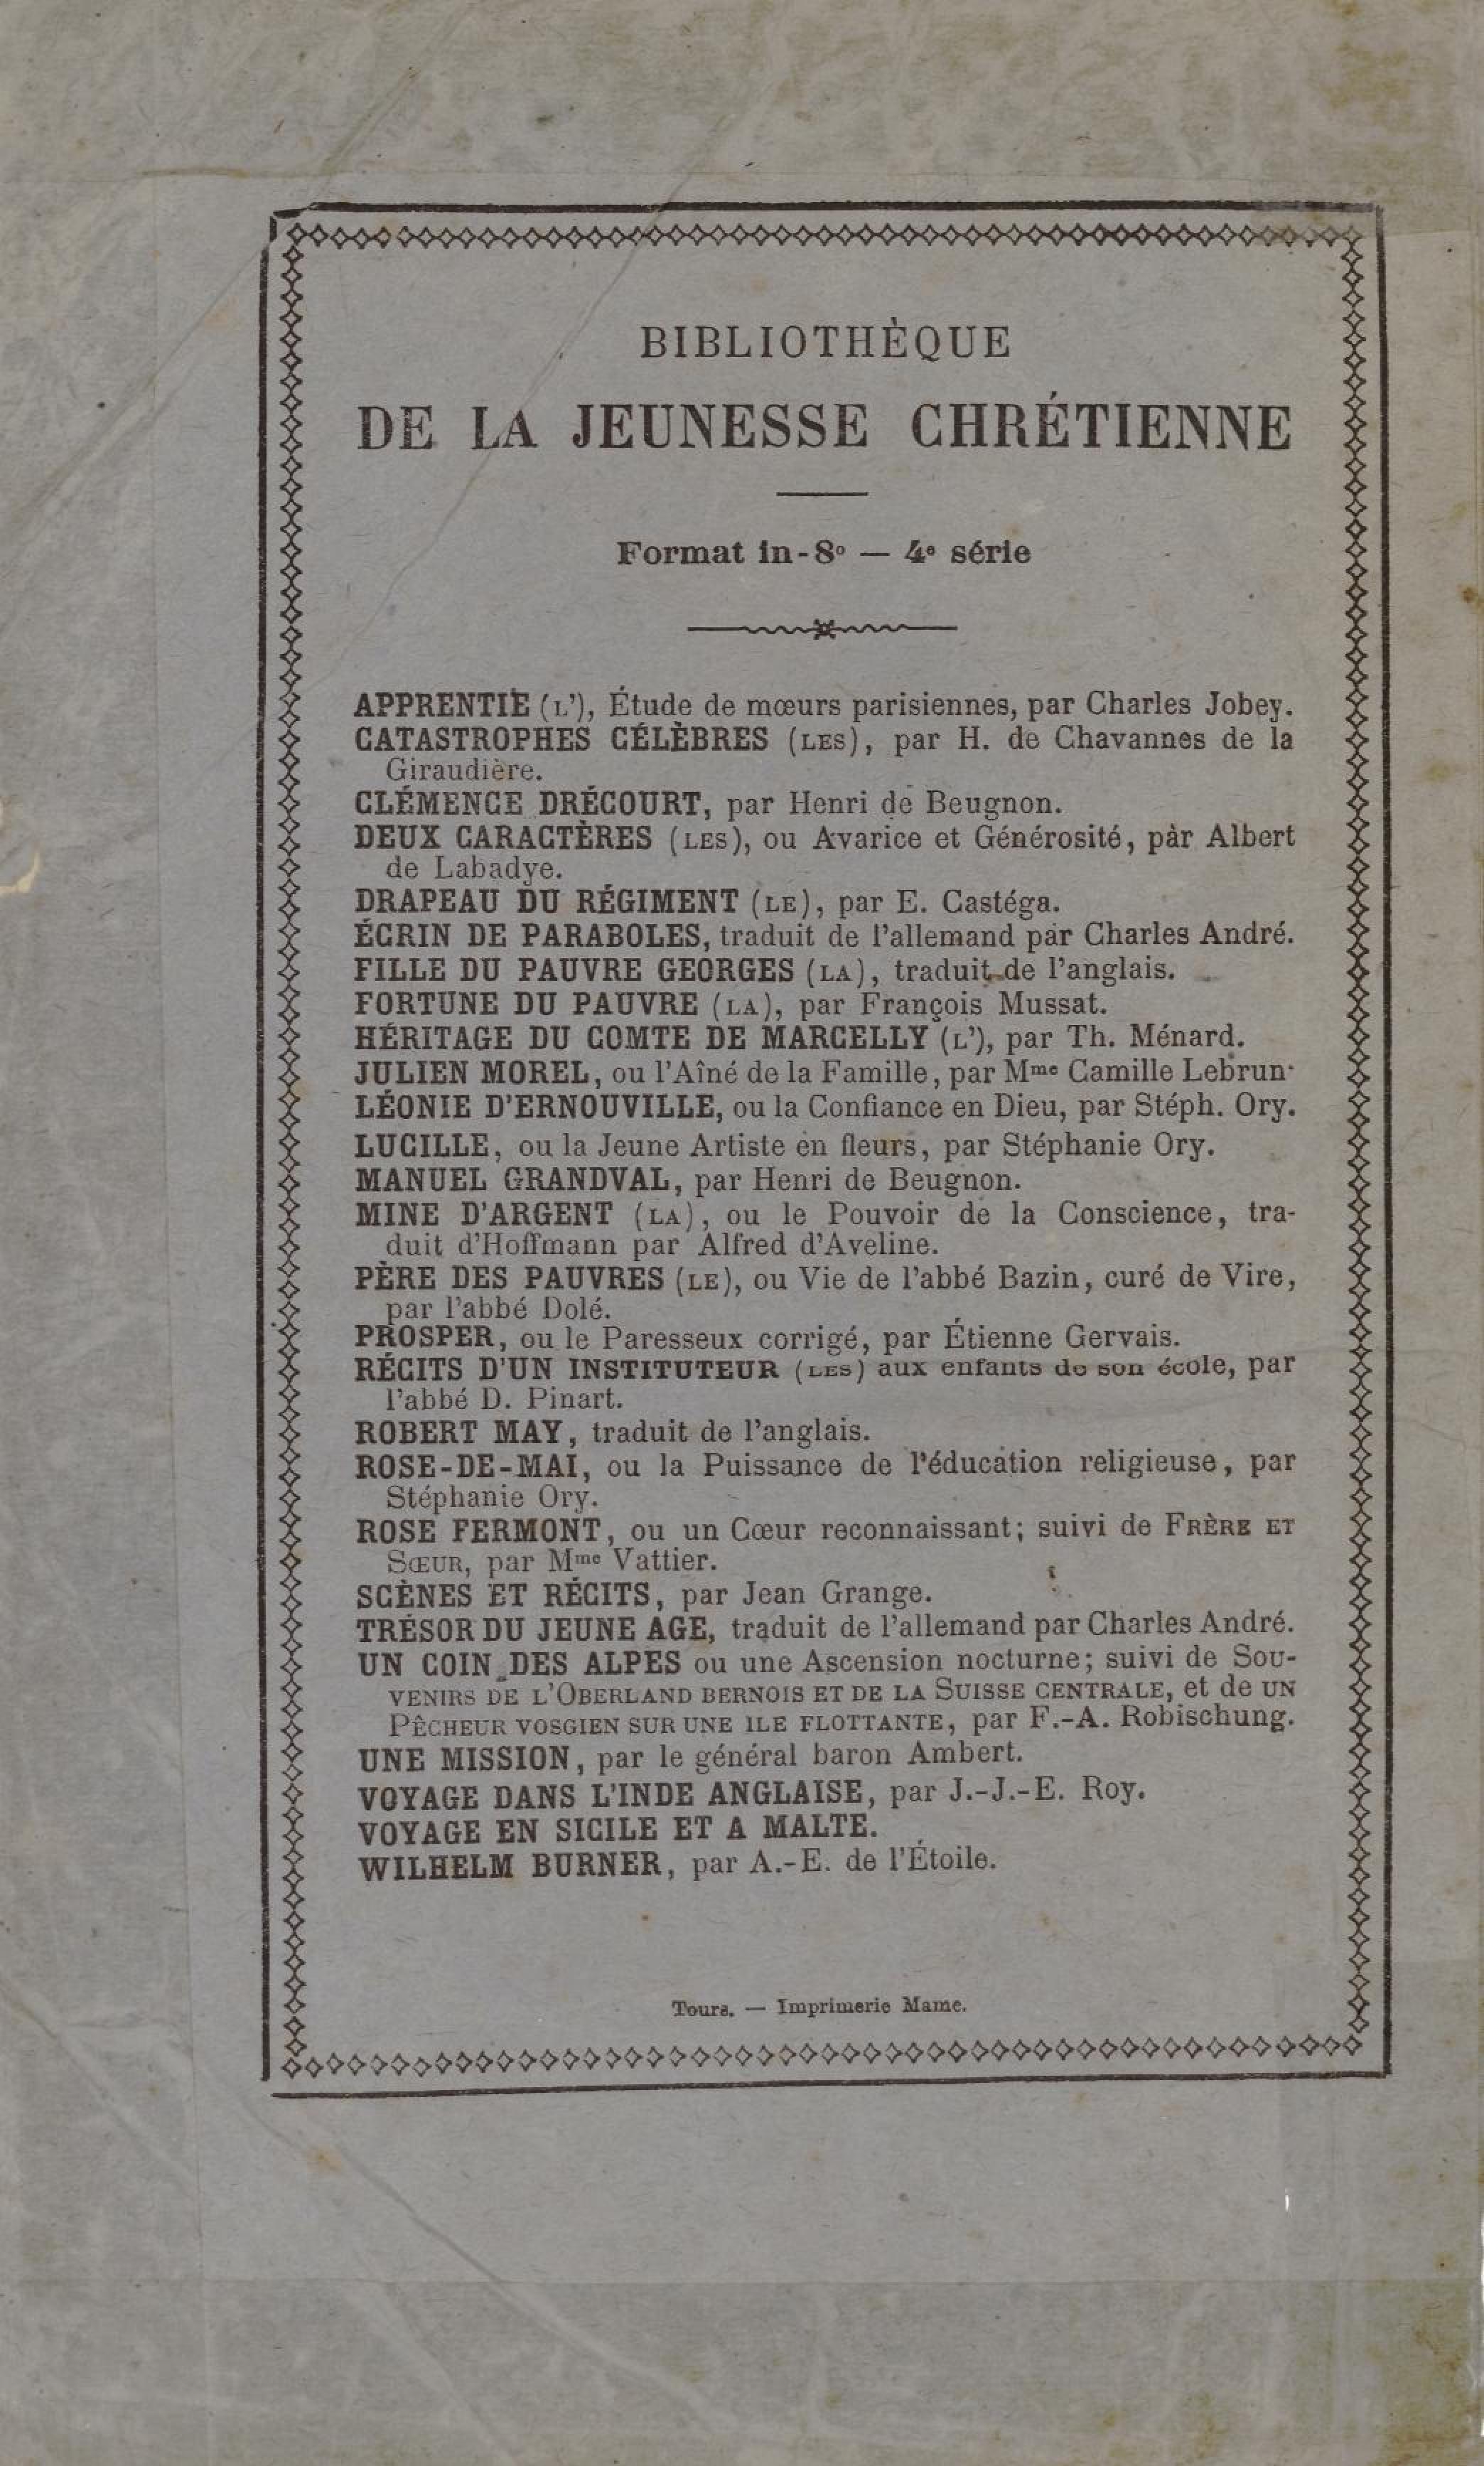 BIBLIOTHÈQUE
DE LA JEUNESSE CHRÉTIENNE
Format in-8º — 4e série
APPRENTIE (L'), Étude de mœurs parisiennes, par Charles Jobey.
CATASTROPHES CÉLÈBRES (LES), par H. de Chavannes de la
Giraudière.
CLÉMENCE DRÉCOURT, par Henri de Beugnon.
DEUX CARACTÈRES (LES), ou Avarice et Générosité, par Albert
de Labadye.
DRAPEAU DU RÉGIMENT (LE), par E. Castéga.
ÉCRIN DE PARABOLES, traduit de l'allemand par Charles André.
FILLE DU PAUVRE GEORGES (LA), traduit de l'anglais.
FORTUNE DU PAUVRE (LA), par François Mussat.
HÉRITAGE DU COMTE DE MARCELLY (L'), par Th. Ménard.
JULIEN MOREL, ou l'Aîné de la Famille, par Mme Camille Lebrun.
LÉONIE D'ERNOUVILLE, ou la Confiance en Dieu, par Stéph. Ory.
LUCILLE, ou la Jeune Artiste en fleurs, par Stéphanie Ory.
MANUEL GRANDVAL, par Henri de Beugnon.
MINE D'ARGENT (LA), ou le Pouvoir de la Conscience, tra-
duit d'Hoffmann par Alfred d'Aveline.
PÈRE DES PAUVRES (LE), ou Vie de l'abbé Bazin, curé de Vire,
par l'abbé Dolé.
PROSPER, ou le Paresseux corrigé, par Étienne Gervais.
RÉCITS D'UN INSTITUTEUR (LES) aux enfants de son école, par
l'abbé D. Pinart.
ROBERT MAY, traduit de l'anglais.
ROSE-DE-MAI, ou la Puissance de l'éducation religieuse, par
Stéphanie Ory.
ROSE FERMONT, ou un Cœur reconnaissant; suivi de FRÈRE ET
SŒUR, par Mme Vattier.
SCÈNES ET RÉCITS, par Jean Grange.
TRÉSOR DU JEUNE AGE, traduit de l'allemand par Charles André.
UN COIN DES ALPES ou une Ascension nocturne; suivi de SOU-
VENIRS DE L'OBERLAND BERNOIS ET DE LA SUISSE CENTRALE, et de UN
PÊCHEUR VOSGIEN SUR UNE ILE FLOTTANTE, par F.-A. Robischung.
UNE MISSION, par le général baron Ambert.
VOYAGE DANS L'INDE ANGLAISE, par J.-J.-E. Roy.
VOYAGE EN SICILE ET A MALTE.
WILHELM BURNER, par A.-E. de l'Étoile.
Tours. — Imprimerie Mame.